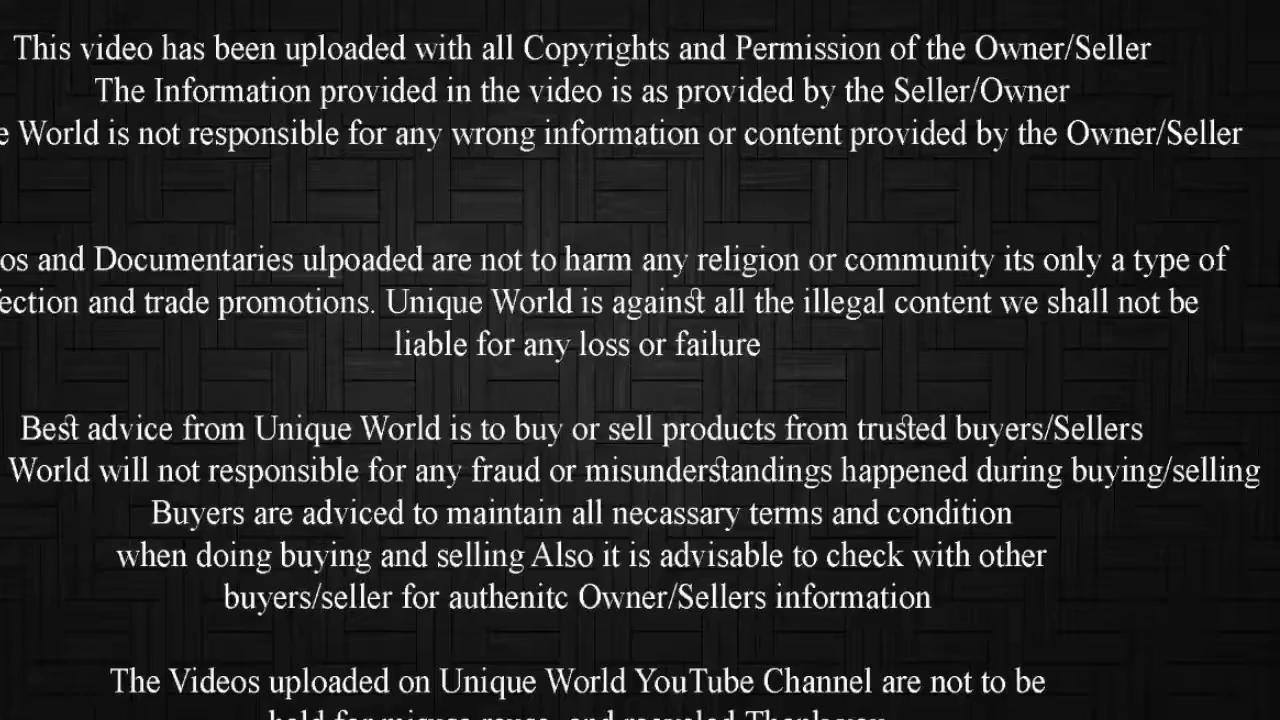 This video has been uploaded with all Copyrights and Permission of the Owner/Seller
The Information provided in the video is as provided by the Seller/Owner
e World is not responsible for any wrong information or content provided by the Owner/Seller
os and Documentaries ulpoaded are not to harm any religion or community its only a type of
ection and trade promotions. Unique World is against all the illegal content we shall not be
liable for any loss or failure
Best advice from Unique World is to buy or sell products from trusted buyers/Sellers
World will not responsible for any fraud or misunderstandings happened during buying/selling
Buyers are adviced to maintain all necassary terms and condition
when doing buying and selling Also it is advisable to check with other
buyers/seller for authenitc Owner/Sellers information
The Videos uploaded on Unique World YouTube Channel are not to be